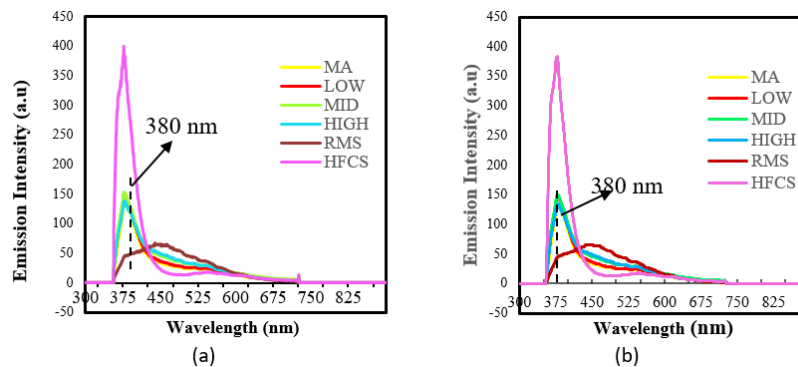 Emission Intensity (a.u)
450
400
350
300
250
200
150
100
50
0
-50
300 375 450 525 600 675 750 825
Wavelength (nm)
380 nm
MA
LOW
MID
HIGH
RMS
HFCS
(a)
Emission Intensity (a.u)
450
400
350
300
250
200
150
100
50
0
-50
300 375 450 525 600 675 750 825
Wavelength (nm)
380 nm
MA
LOW
MID
HIGH
RMS
HFCS
(b)